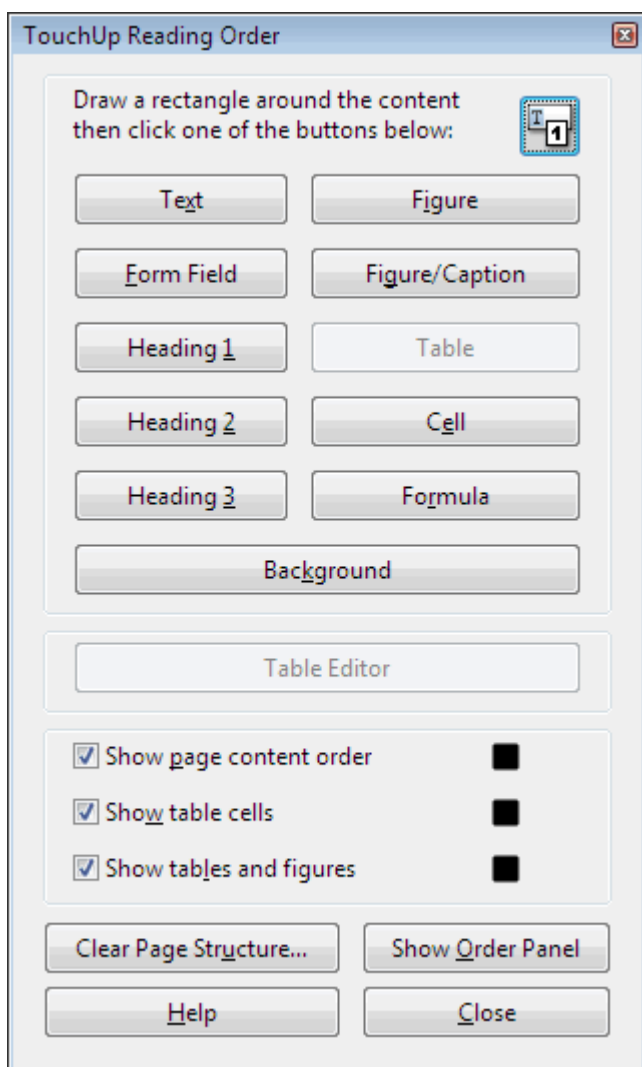 TouchUp Reading Order
Draw a rectangle around the content
then click one of the buttons below:
T
1
Text
Figure
Form Field
Figure/Caption
Heading 1
Table
Heading 2
Cell
Heading 3
Formula
Background
Table Editor
Show page content order
Show table cells
Show tables and figures
Clear Page Structure...
Show Order Panel
Help
Close